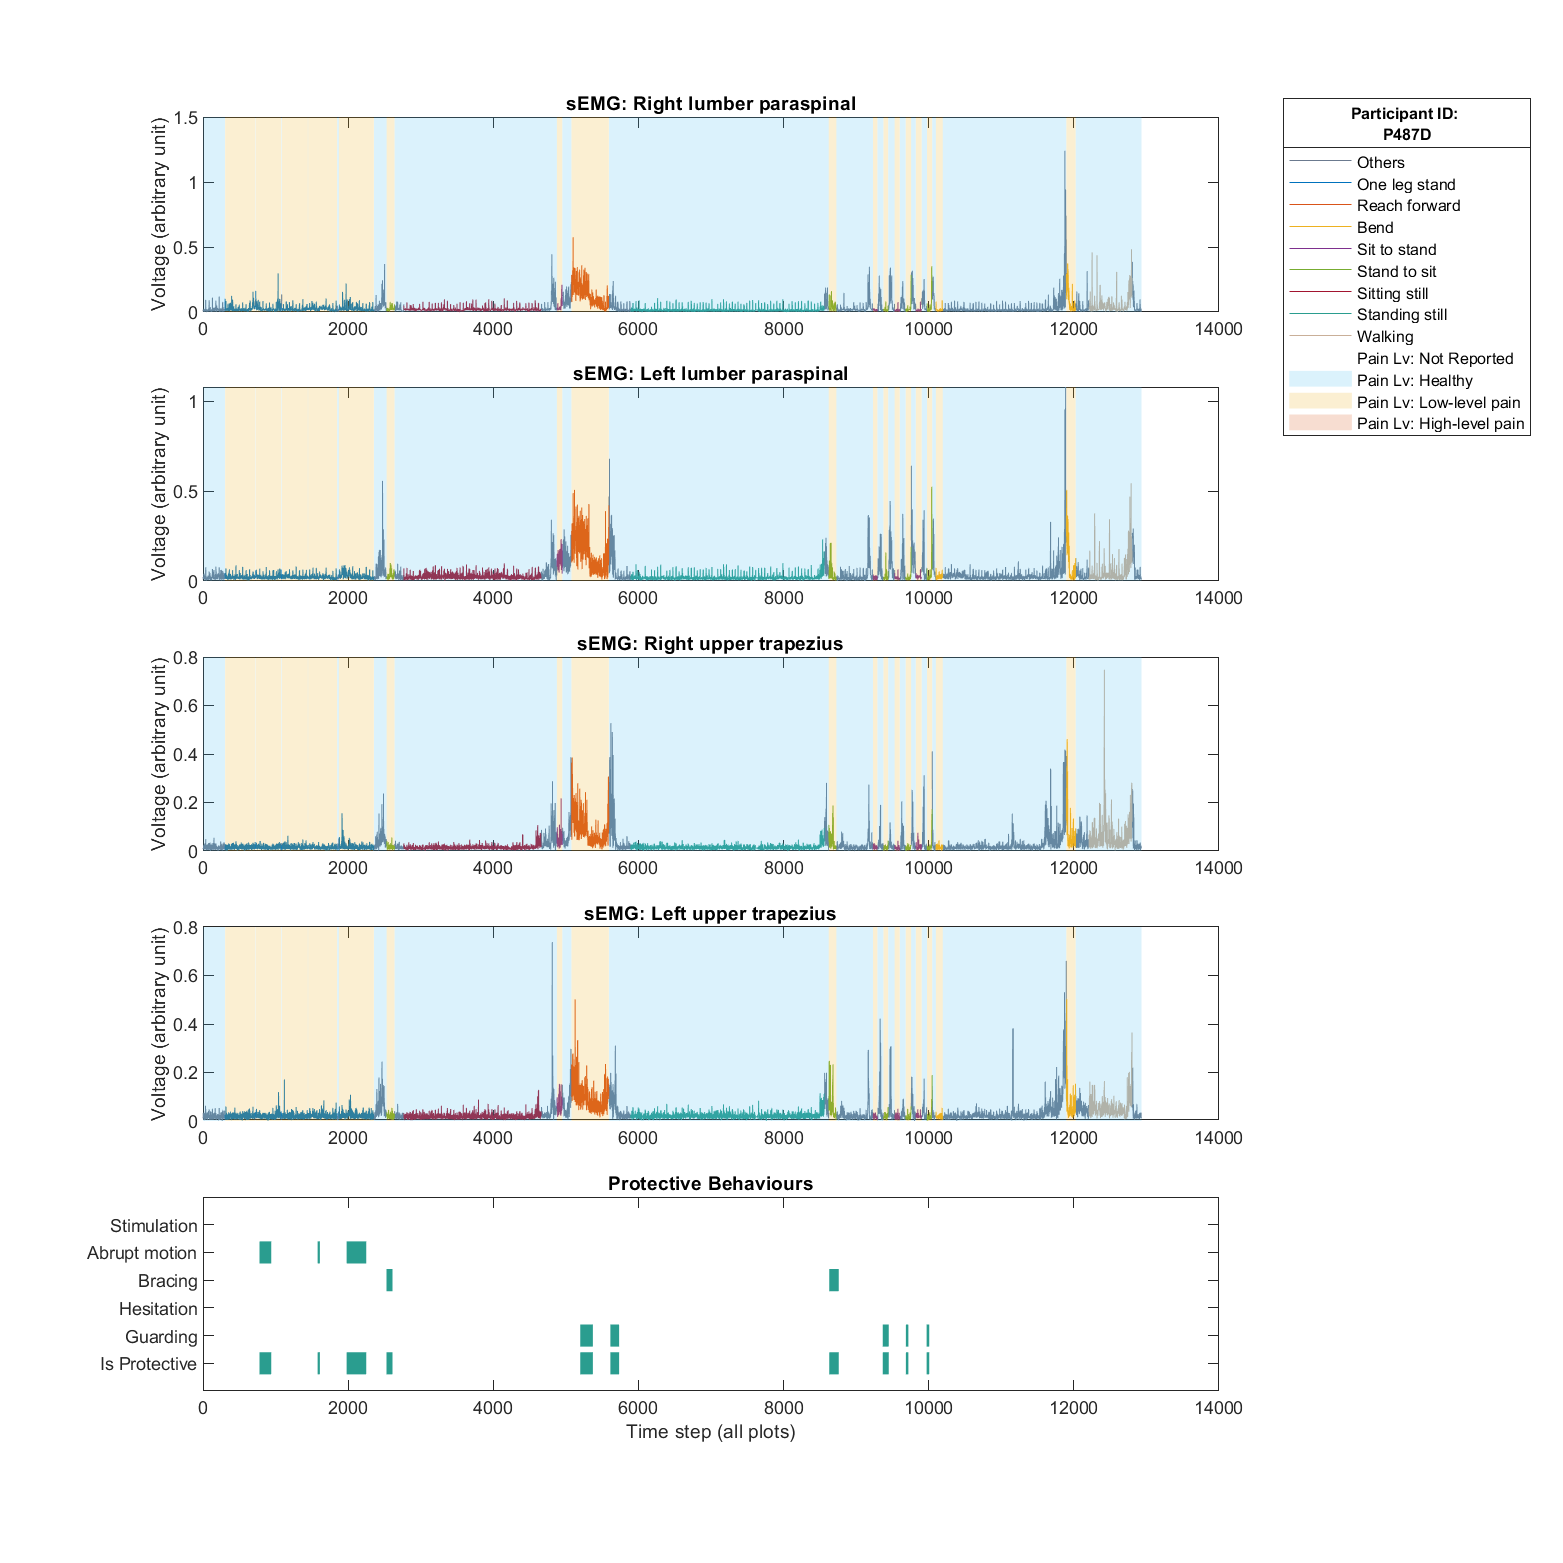 sEMG: Right lumber paraspinal
Voltage (arbitrary unit)
1.5
1
0.5
0
0 2000 4000 6000 8000 10000 12000 14000
sEMG: Left lumber paraspinal
Voltage (arbitrary unit)
1
0.5
0
0 2000 4000 6000 8000 10000 12000 14000
sEMG: Right upper trapezius
Voltage (arbitrary unit)
0.8
0.6
0.4
0.2
0
0 2000 4000 6000 8000 10000 12000 14000
sEMG: Left upper trapezius
Voltage (arbitrary unit)
0.8
0.6
0.4
0.2
0
0 2000 4000 6000 8000 10000 12000 14000
Protective Behaviours
Stimulation
Abrupt motion
Bracing
Hesitation
Guarding
Is Protective
0 2000 4000 6000 8000 10000 12000 14000
Time step (all plots)
Participant ID:
P487D
Others
One leg stand
Reach forward
Bend
Sit to stand
Stand to sit
Sitting still
Standing still
Walking
Pain Lv: Not Reported
Pain Lv: Healthy
Pain Lv: Low-level pain
Pain Lv: High-level pain